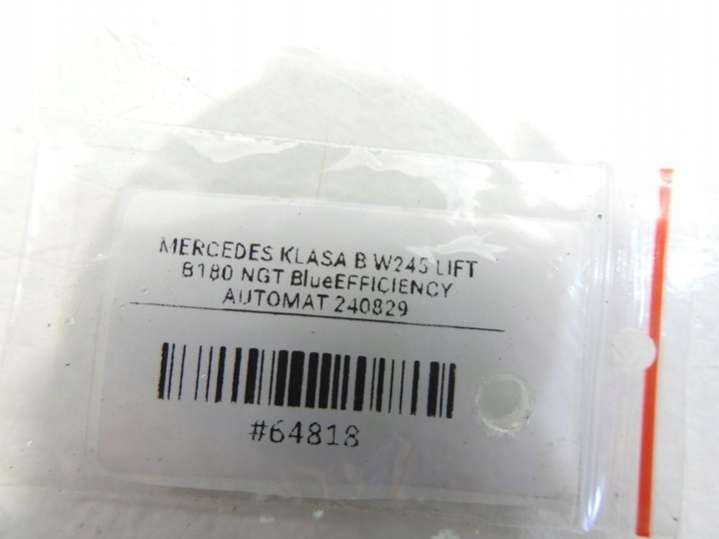 MERCEDES KLASA B W245 LIFT
B180 NGT BlueEFFICIENCY
AUTOMAT 240829
#64818